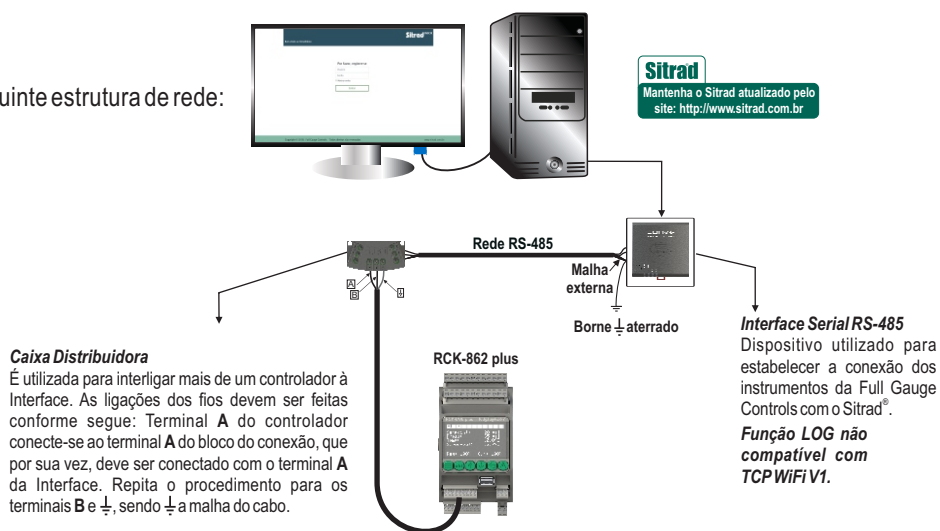 uinte estrutura de rede:
Sitrad
Sitrad
Mantenha o Sitrad atualizado pelo
site: http://www.sitrad.com.br
Rede RS-485
A
B
Malha
externa
Borne ⏚ aterrado
Caixa Distribuidora
É utilizada para interligar mais de um controlador à
Interface. As ligações dos fios devem ser feitas
conforme segue: Terminal A do controlador
conecte-se ao terminal A do bloco do conexão, que
por sua vez, deve ser conectado com o terminal A
da Interface. Repita o procedimento para os
terminais B e ⏚, sendo ⏚ a malha do cabo.
RCK-862 plus
Interface Serial RS-485
Dispositivo utilizado para
estabelecer a conexão dos
instrumentos da Full Gauge
Controls com o Sitrad®.
Função LOG não
compatível com
TCP WiFi V1.